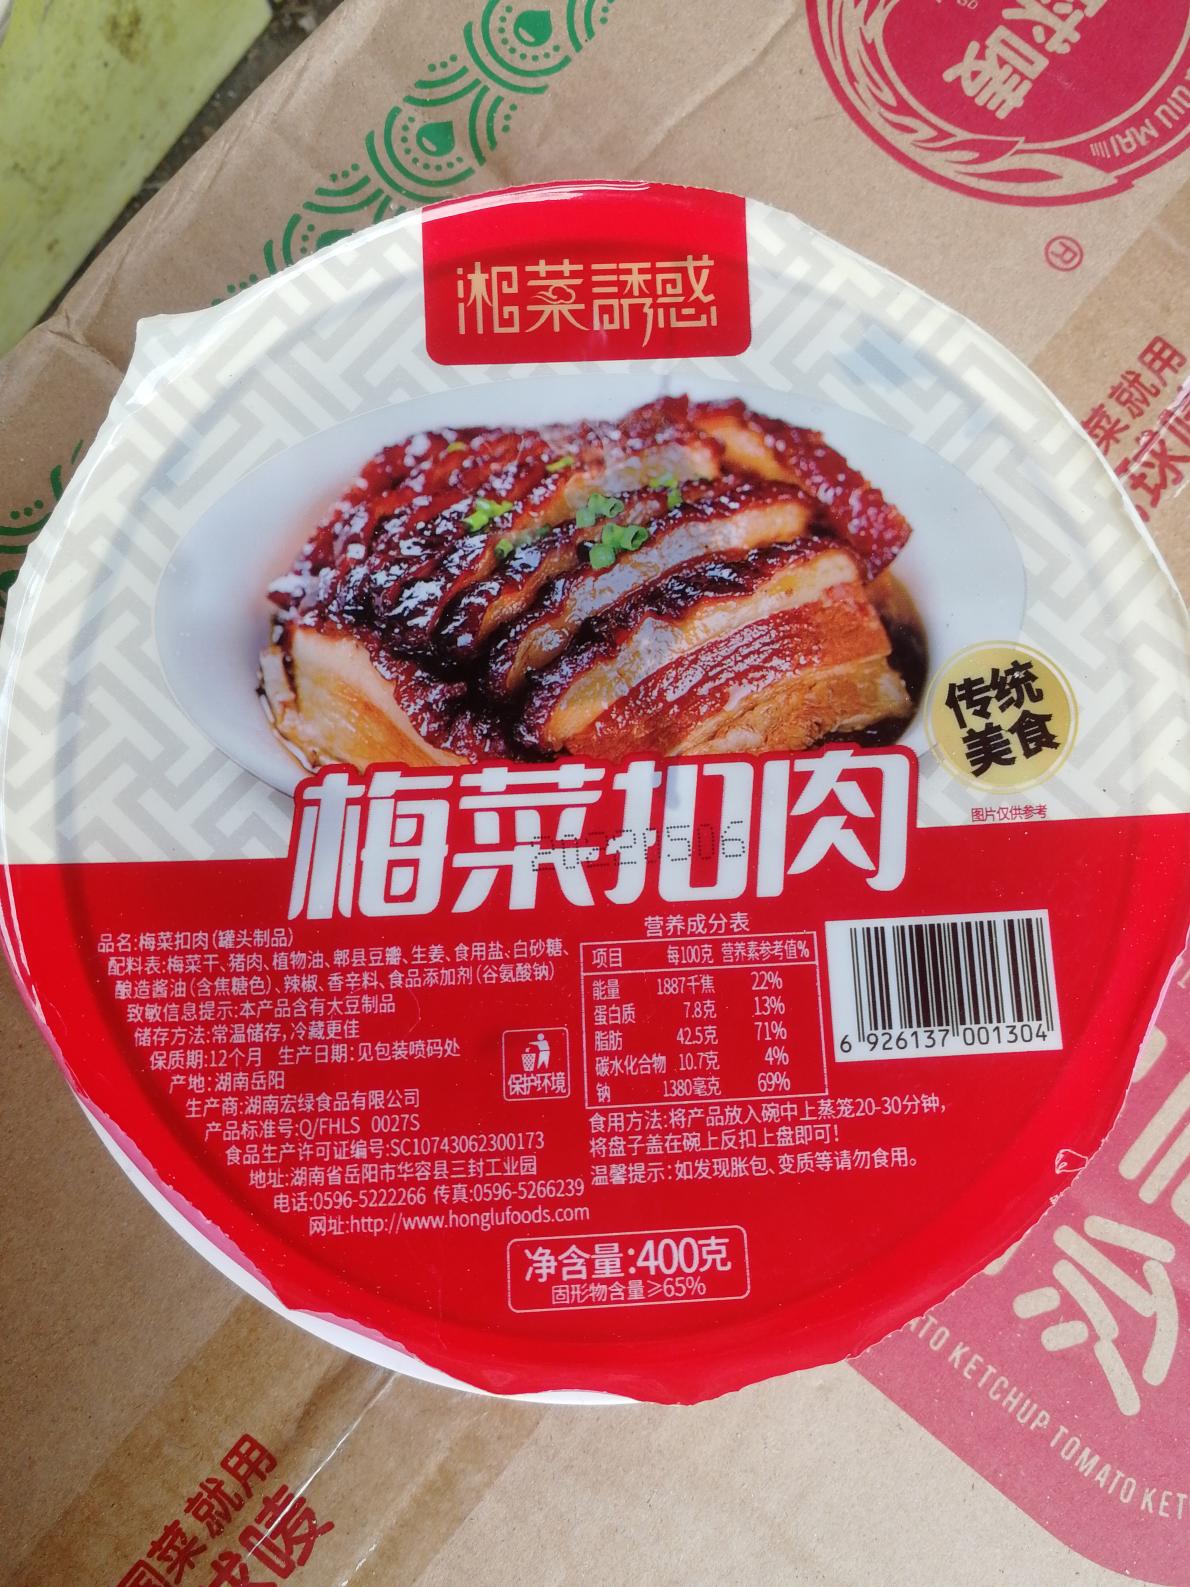 湘菜誘惑
传统
美食
图片仅供参考
梅菜扣肉
20220506
品名:梅菜扣肉(罐头制品)
配料表:梅菜干、猪肉、植物油、郫县豆瓣、生姜、食用盐、白砂糖、
酿造酱油(含焦糖色)、辣椒、香辛料、食品添加剂(谷氨酸钠)
致敏信息提示:本产品含有大豆制品
储存方法:常温储存,冷藏更佳
保质期:12个月 生产日期:见包装喷码处
产地:湖南岳阳
生产商:湖南宏绿食品有限公司
产品标准号:Q/FHLS 0027S
食品生产许可证编号:SC10743062300173
地址:湖南省岳阳市华容县三封工业园
电话:0596-5222266 传真:0596-5266239
网址:http://www.honglufoods.com
保护环境
营养成分表
项目 每100克 营养素参考值%
能量 1887千焦 22%
蛋白质 7.8克 13%
脂肪 42.5克 71%
碳水化合物 10.7克 4%
钠 1380毫克 69%
6 926137 001304
食用方法:将产品放入碗中上蒸笼20-30分钟,
将盘子盖在碗上反扣上盘即可!
温馨提示:如发现胀包、变质等请勿食用。
净含量:400克
固形物含量≥65%
球唛
QIU MAI
®
菜就用
球唛
TO KETCHUP TOMATO KET
菜就用
唛